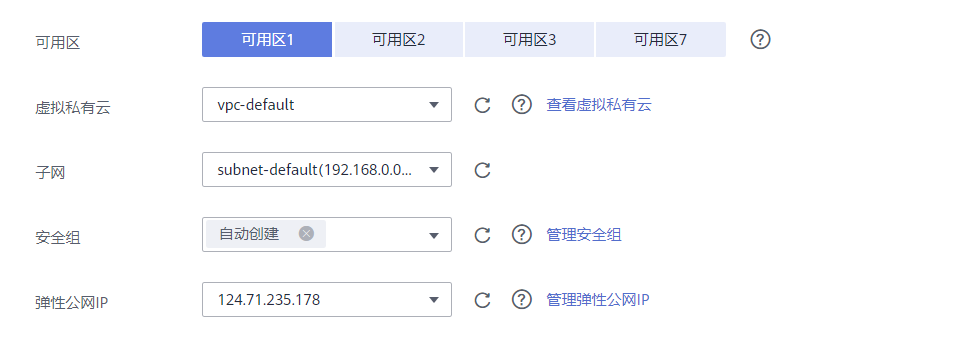 可用区 可用区1 可用区2 可用区3 可用区7
虚拟私有云 vpc-default 查看虚拟私有云
子网 subnet-default(192.168.0.0...
安全组 自动创建 管理安全组
弹性公网IP 124.71.235.178 管理弹性公网IP